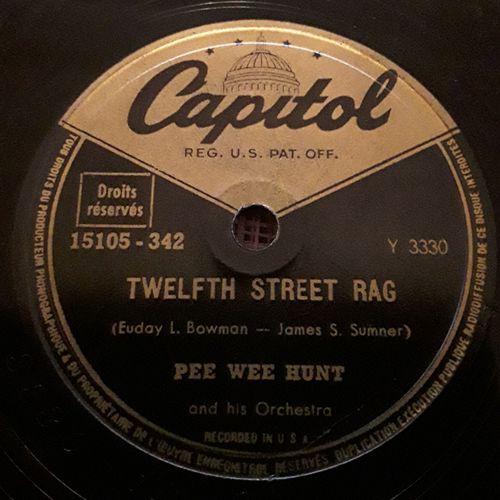 Capitol
REG. U.S. PAT. OFF.
Droits
réservés
15105-342
Y 3330
TWELFTH STREET RAG
(Euday L. Bowman — James S. Sumner)
PEE WEE HUNT
and his Orchestra
RECORDED IN U.S.A.
TOUS DROITS DU PRODUCTEUR PHONOGRAPHIQUE & DU PROPRIÉTAIRE DE L'ŒUVRE ENREGISTRÉE RÉSERVÉS DUPLICATION EXÉCUTION PUBLIQUE RADIODIFFUSION DE CE DISQUE INTERDITES